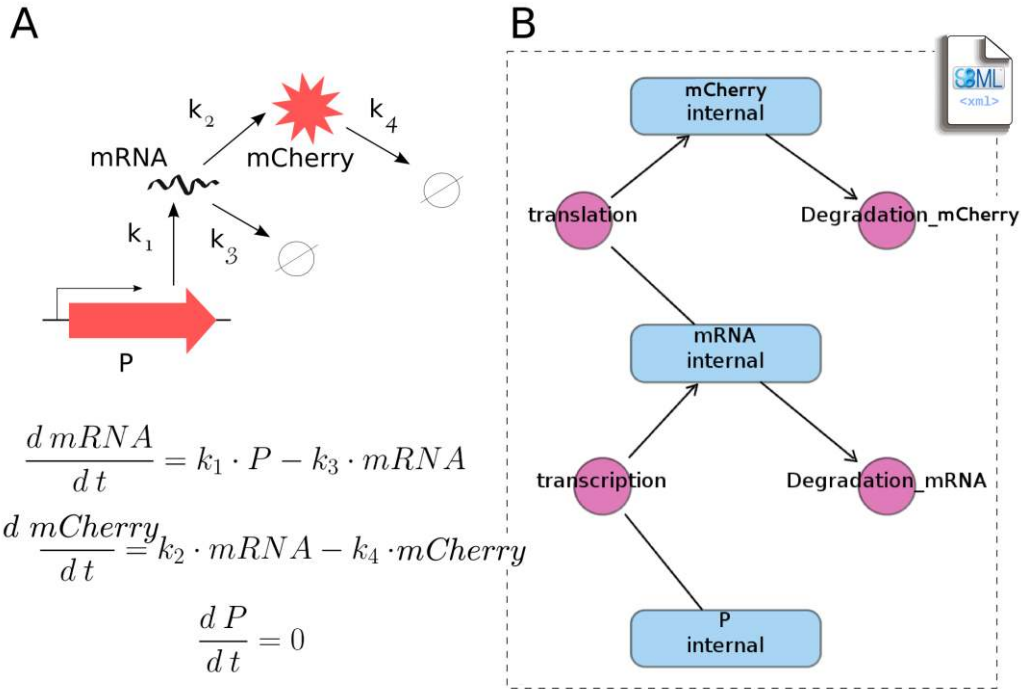 A
k₂
k₄
mRNA
mCherry
k₁
k₃
P
d mRNA / d t = k₁ · P − k₃ · mRNA
d mCherry / d t = k₂ · mRNA − k₄ · mCherry
d P / d t = 0
B
SBML
<xml>
mCherry
internal
translation
Degradation_mCherry
mRNA
internal
transcription
Degradation_mRNA
P
internal